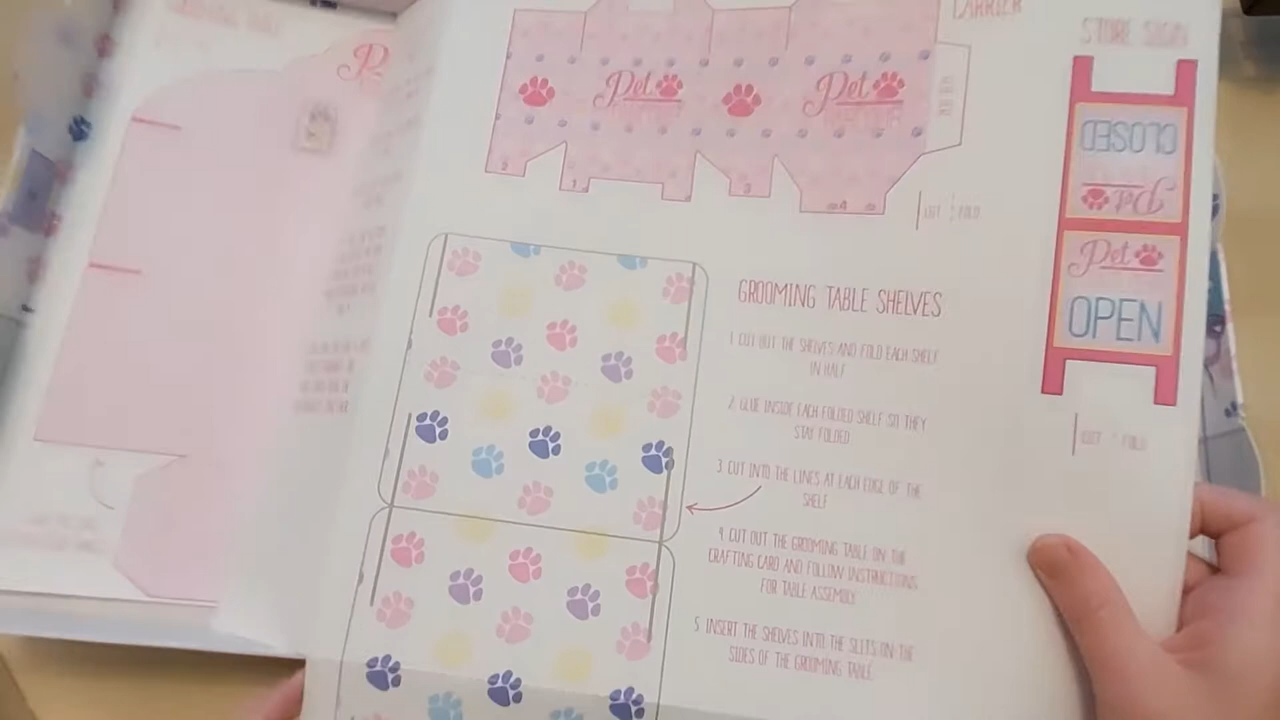 CARRIER
STORE SIGN
Pet
Pet
2
1
3
4
CUT FOLD
CLOSED
Pet
Pet
OPEN
CUT FOLD
GROOMING TABLE SHELVES
1 CUT OUT THE SHELVES AND FOLD EACH SHELF
IN HALF
2. GLUE INSIDE EACH FOLDED SHELF SO THEY
STAY FOLDED
3 CUT INTO THE LINES AT EACH EDGE OF THE
SHELF
4 CUT OUT THE GROOMING TABLE ON THE
CRAFTING CARD AND FOLLOW INSTRUCTIONS
FOR TABLE ASSEMBLY
5 INSERT THE SHELVES INTO THE SLITS ON THE
SIDES OF THE GROOMING TABLE